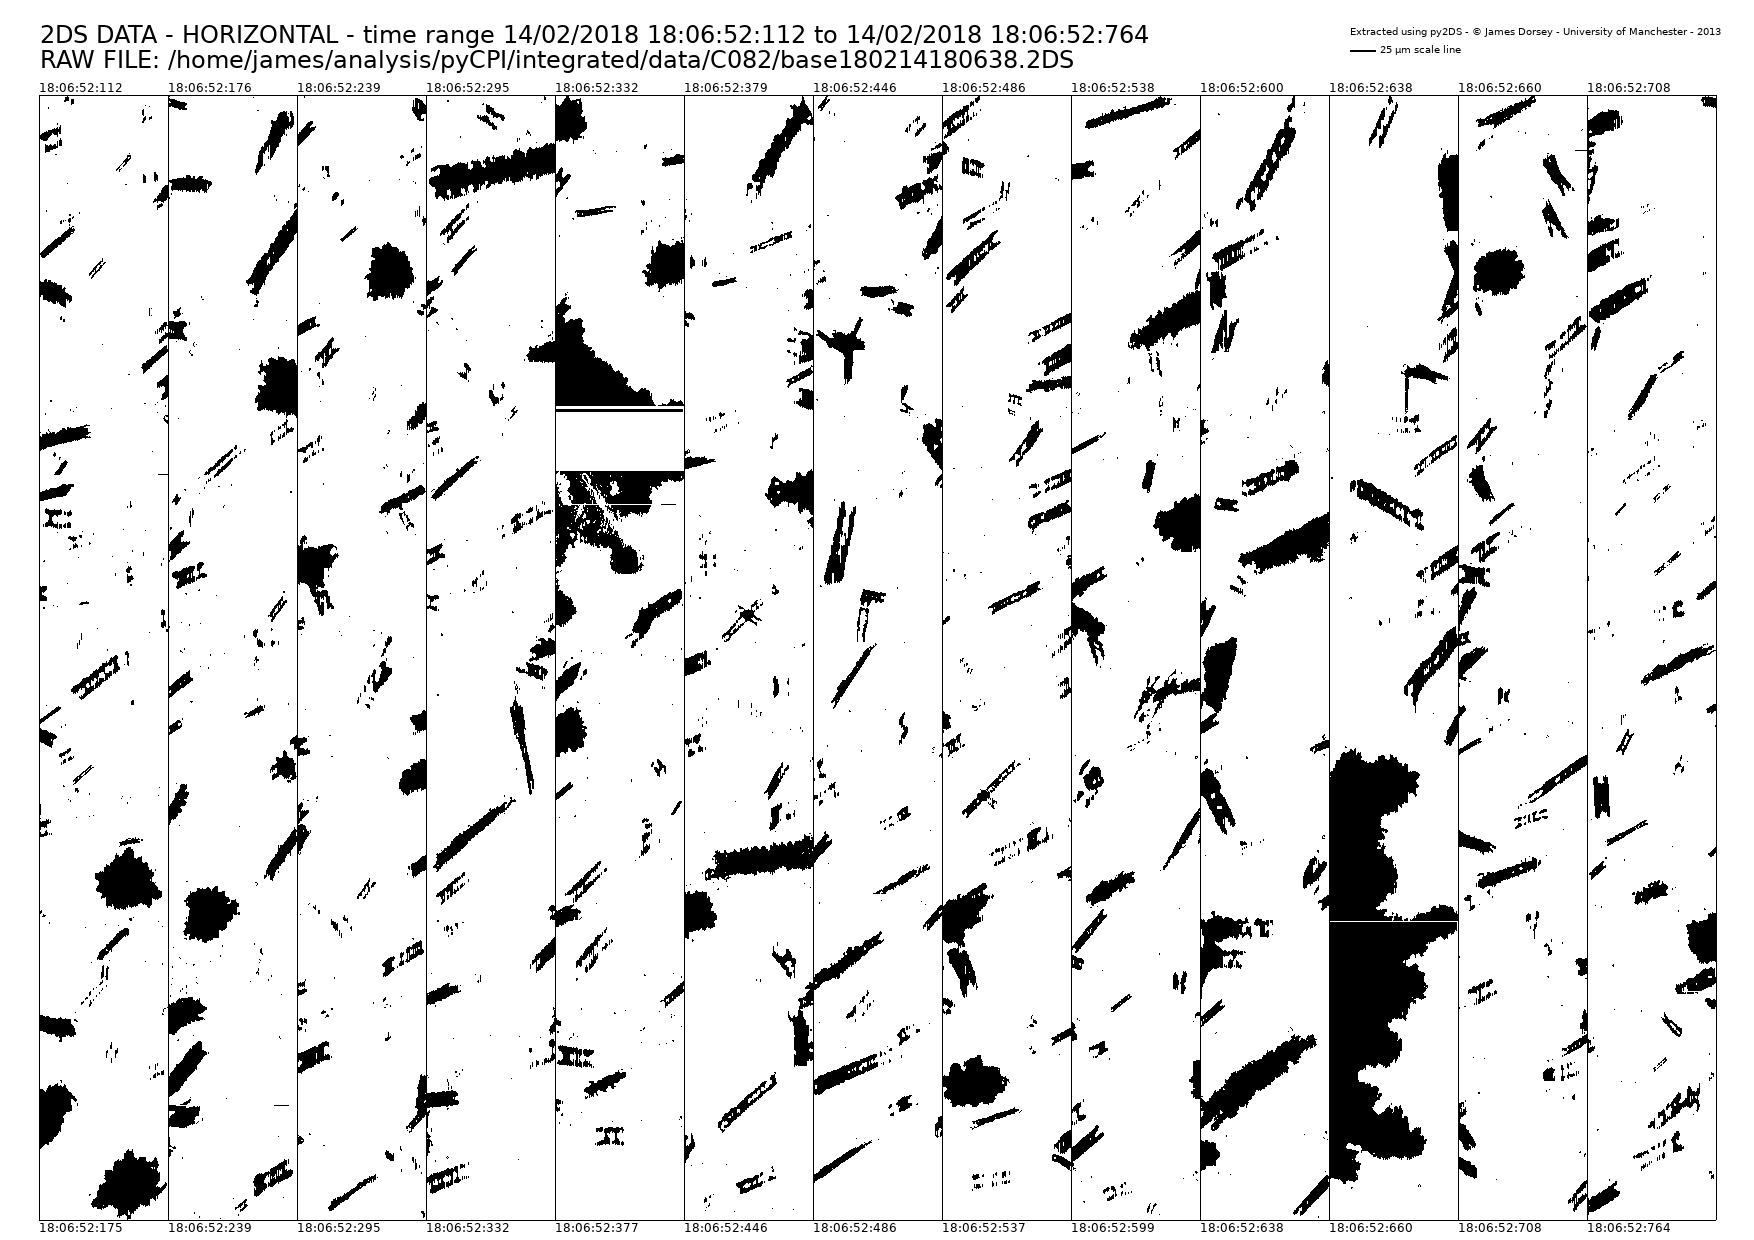 2DS DATA - HORIZONTAL - time range 14/02/2018 18:06:52:112 to 14/02/2018 18:06:52:764
RAW FILE: /home/james/analysis/pyCPI/integrated/data/C082/base180214180638.2DS
Extracted using py2DS - © James Dorsey - University of Manchester - 2013
25 μm scale line
18:06:52:112 18:06:52:176 18:06:52:239 18:06:52:295 18:06:52:332 18:06:52:379 18:06:52:446 18:06:52:486 18:06:52:538 18:06:52:600 18:06:52:638 18:06:52:660 18:06:52:708
18:06:52:175 18:06:52:239 18:06:52:295 18:06:52:332 18:06:52:377 18:06:52:446 18:06:52:486 18:06:52:537 18:06:52:599 18:06:52:638 18:06:52:660 18:06:52:708 18:06:52:764